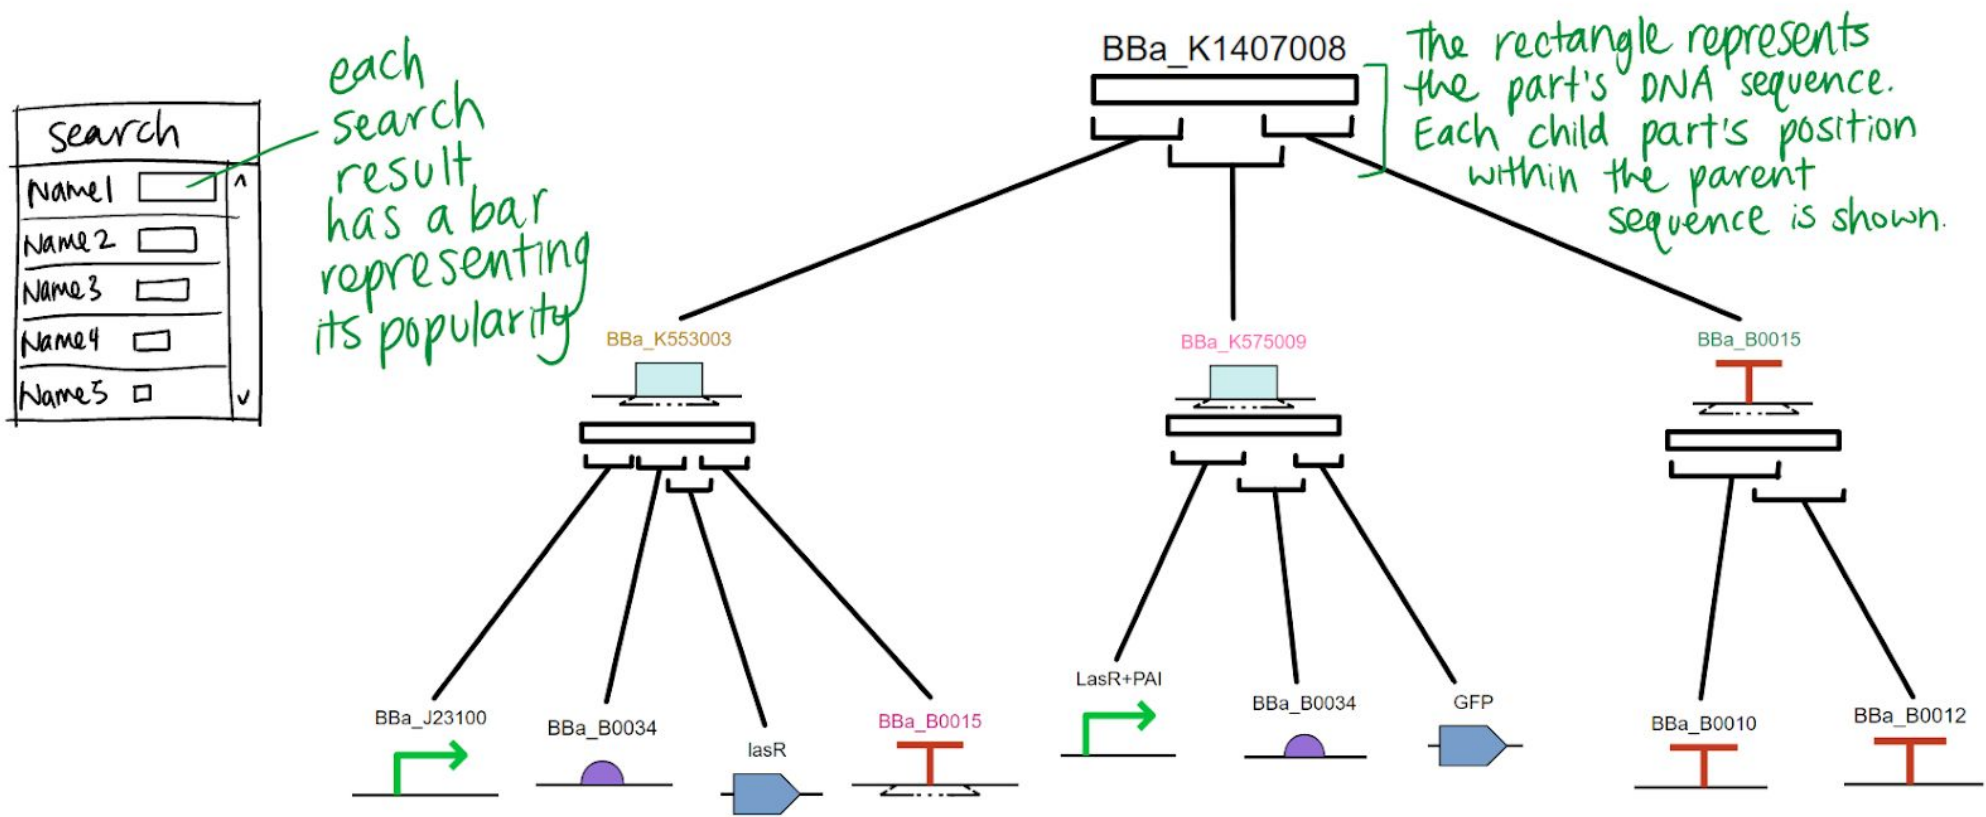 search
Name1
Name2
Name3
Name4
Name5
each
search
result
has a bar
representing
its popularity
BBa_K1407008
The rectangle represents
the part's DNA sequence.
Each child part's position
within the parent
sequence is shown.
BBa_K553003
BBa_K575009
BBa_B0015
BBa_J23100
BBa_B0034
lasR
BBa_B0015
LasR+PAI
BBa_B0034
GFP
BBa_B0010
BBa_B0012